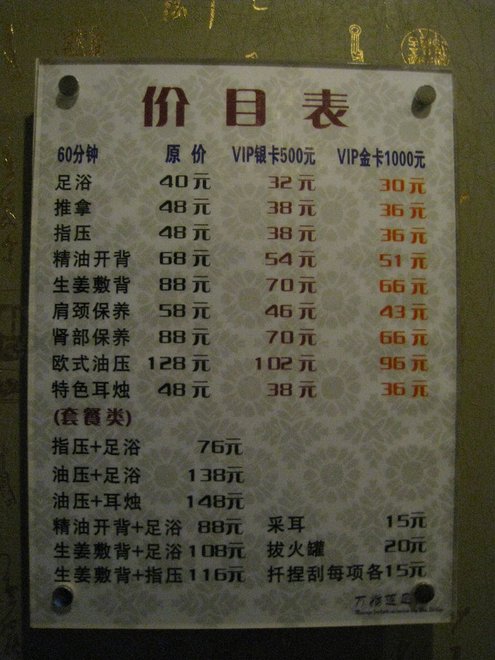 价目表
60分钟 原价 VIP银卡500元 VIP金卡1000元
足浴 40元 32元 30元
推拿 48元 38元 36元
指压 48元 38元 36元
精油开背 68元 54元 51元
生姜敷背 88元 70元 66元
肩颈保养 58元 46元 43元
肾部保养 88元 70元 66元
欧式油压 128元 102元 96元
特色耳烛 48元 38元 36元
(套餐类)
指压+足浴 76元
油压+足浴 138元
油压+耳烛 148元
精油开背+足浴 88元 采耳 15元
生姜敷背+足浴 108元 拔火罐 20元
生姜敷背+指压 116元 扦捏刮每项各15元